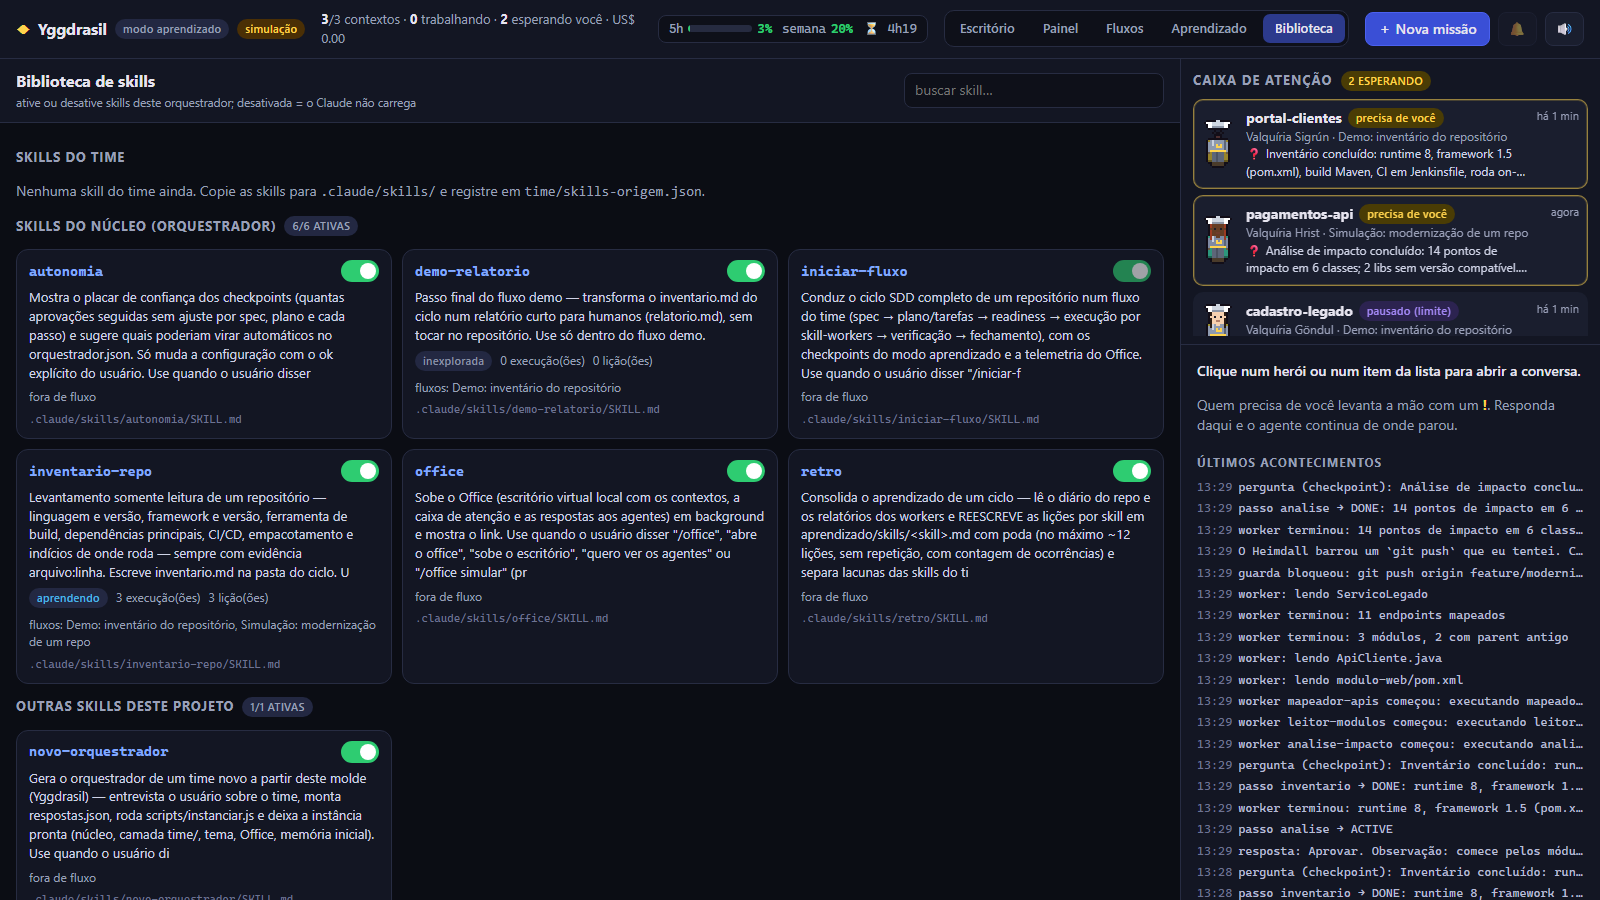 Yggdrasil
modo aprendizado
simulação
3/3 contextos · 0 trabalhando · 2 esperando você · US$
0.00
5h 3% semana 20% ⏳ 4h19
Escritório
Painel
Fluxos
Aprendizado
Biblioteca
+ Nova missão
Biblioteca de skills
ative ou desative skills deste orquestrador; desativada = o Claude não carrega
buscar skill...
SKILLS DO TIME
Nenhuma skill do time ainda. Copie as skills para .claude/skills/ e registre em time/skills-origem.json.
SKILLS DO NÚCLEO (ORQUESTRADOR) 6/6 ATIVAS
autonomia
Mostra o placar de confiança dos checkpoints (quantas
aprovações seguidas sem ajuste por spec, plano e cada
passo) e sugere quais poderiam virar automáticos no
orquestrador.json. Só muda a configuração com o ok
explícito do usuário. Use quando o usuário disser
fora de fluxo
.claude/skills/autonomia/SKILL.md
demo-relatorio
Passo final do fluxo demo — transforma o inventario.md do
ciclo num relatório curto para humanos (relatorio.md), sem
tocar no repositório. Use só dentro do fluxo demo.
inexplorada 0 execução(ões) 0 lição(ões)
fluxos: Demo: inventário do repositório
.claude/skills/demo-relatorio/SKILL.md
iniciar-fluxo
Conduz o ciclo SDD completo de um repositório num fluxo
do time (spec → plano/tarefas → readiness → execução por
skill-workers → verificação → fechamento), com os
checkpoints do modo aprendizado e a telemetria do Office.
Use quando o usuário disser "/iniciar-f
fora de fluxo
.claude/skills/iniciar-fluxo/SKILL.md
inventario-repo
Levantamento somente leitura de um repositório —
linguagem e versão, framework e versão, ferramenta de
build, dependências principais, CI/CD, empacotamento e
indícios de onde roda — sempre com evidência
arquivo:linha. Escreve inventario.md na pasta do ciclo. U
aprendendo 3 execução(ões) 3 lição(ões)
fluxos: Demo: inventário do repositório, Simulação: modernização
de um repo
.claude/skills/inventario-repo/SKILL.md
office
Sobe o Office (escritório virtual local com os contextos, a
caixa de atenção e as respostas aos agentes) em background
e mostra o link. Use quando o usuário disser "/office", "abre
o office", "sobe o escritório", "quero ver os agentes" ou
"/office simular" (pr
fora de fluxo
.claude/skills/office/SKILL.md
retro
Consolida o aprendizado de um ciclo — lê o diário do repo e
os relatórios dos workers e REESCREVE as lições por skill em
aprendizado/skills/<skill>.md com poda (no máximo ~12
lições, sem repetição, com contagem de ocorrências) e
separa lacunas das skills do ti
fora de fluxo
.claude/skills/retro/SKILL.md
OUTRAS SKILLS DESTE PROJETO 1/1 ATIVAS
novo-orquestrador
Gera o orquestrador de um time novo a partir deste molde
(Yggdrasil) — entrevista o usuário sobre o time, monta
respostas.json, roda scripts/instanciar.js e deixa a instância
pronta (núcleo, camada time/, tema, Office, memória inicial).
Use quando o usuário di
fora de fluxo
.claude/skills/novo-orquestrador/SKILL.md
CAIXA DE ATENÇÃO 2 ESPERANDO
portal-clientes precisa de você há 1 min
Valquíria Sigrún · Demo: inventário do repositório
❓ Inventário concluído: runtime 8, framework 1.5
(pom.xml), build Maven, CI em Jenkinsfile, roda on-...
pagamentos-api precisa de você agora
Valquíria Hrist · Simulação: modernização de um repo
❓ Análise de impacto concluído: 14 pontos de
impacto em 6 classes; 2 libs sem versão compatível....
cadastro-legado pausado (limite) há 1 min
Valquíria Göndul · Demo: inventário do repositório
Clique num herói ou num item da lista para abrir a conversa.
Quem precisa de você levanta a mão com um !. Responda
daqui e o agente continua de onde parou.
ÚLTIMOS ACONTECIMENTOS
13:29 pergunta (checkpoint): Análise de impacto conclu…
13:29 passo analise → DONE: 14 pontos de impacto em 6 …
13:29 worker terminou: 14 pontos de impacto em 6 class…
13:29 O Heimdall barrou um `git push` que eu tentei. C…
13:29 guarda bloqueou: git push origin feature/moderni…
13:29 worker: lendo ServicoLegado
13:29 worker terminou: 11 endpoints mapeados
13:29 worker terminou: 3 módulos, 2 com parent antigo
13:29 worker: lendo ApiCliente.java
13:29 worker: lendo modulo-web/pom.xml
13:29 worker mapeador-apis começou: executando mapeado…
13:29 worker leitor-modulos começou: executando leitor…
13:29 worker analise-impacto começou: executando anali…
13:29 pergunta (checkpoint): Inventário concluído: run…
13:29 passo inventario → DONE: runtime 8, framework 1.…
13:29 worker terminou: runtime 8, framework 1.5 (pom.x…
13:29 passo analise → ACTIVE
13:29 resposta: Aprovar. Observação: comece pelos módu…
13:28 pergunta (checkpoint): Inventário concluído: run…
13:28 passo inventario → DONE: runtime 8, framework 1.…